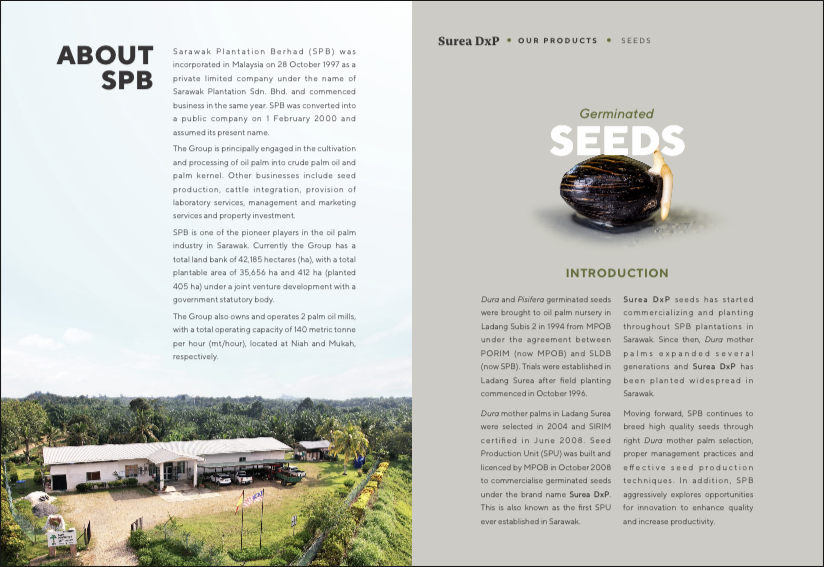 ABOUT
SPB
Sarawak Plantation Berhad (SPB) was
incorporated in Malaysia on 28 October 1997 as a
private limited company under the name of
Sarawak Plantation Sdn. Bhd. and commenced
business in the same year. SPB was converted into
a public company on 1 February 2000 and
assumed its present name.
The Group is principally engaged in the cultivation
and processing of oil palm into crude palm oil and
palm kernel. Other businesses include seed
production, cattle integration, provision of
laboratory services, management and marketing
services and property investment.
SPB is one of the pioneer players in the oil palm
industry in Sarawak. Currently the Group has a
total land bank of 42,185 hectares (ha), with a total
plantable area of 35,656 ha and 412 ha (planted
405 ha) under a joint venture development with a
government statutory body.
The Group also owns and operates 2 palm oil mills,
with a total operating capacity of 140 metric tonne
per hour (mt/hour), located at Niah and Mukah,
respectively.
Surea DxP • OUR PRODUCTS • SEEDS
Germinated
SEEDS
INTRODUCTION
Dura and Pisifera germinated seeds
were brought to oil palm nursery in
Ladang Subis 2 in 1994 from MPOB
under the agreement between
PORIM (now MPOB) and SLDB
(now SPB). Trials were established in
Ladang Surea after field planting
commenced in October 1996.
Dura mother palms in Ladang Surea
were selected in 2004 and SIRIM
certified in June 2008. Seed
Production Unit (SPU) was built and
licenced by MPOB in October 2008
to commercialise germinated seeds
under the brand name Surea DxP.
This is also known as the first SPU
ever established in Sarawak.
Surea DxP seeds has started
commercializing and planting
throughout SPB plantations in
Sarawak. Since then, Dura mother
palms expanded several
generations and Surea DxP has
been planted widespread in
Sarawak.
Moving forward, SPB continues to
breed high quality seeds through
right Dura mother palm selection,
proper management practices and
effective seed production
techniques. In addition, SPB
aggressively explores opportunities
for innovation to enhance quality
and increase productivity.